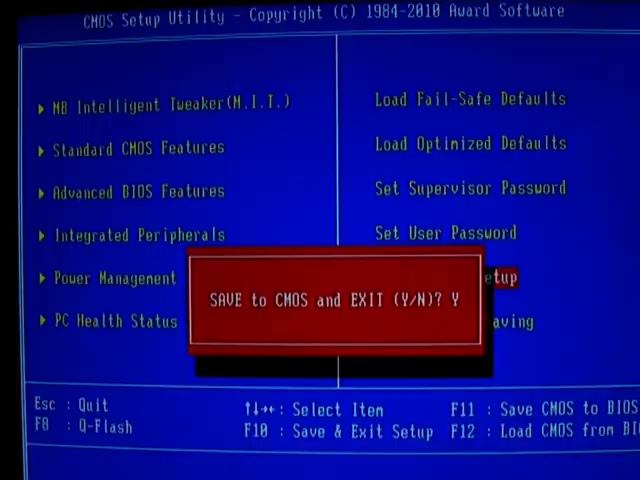 CMOS Setup Utility - Copyright (C) 1984-2010 Award Software
MB Intelligent Tweaker(M.I.T.)
Load Fail-Safe Defaults
Standard CMOS Features
Load Optimized Defaults
Advanced BIOS Features
Set Supervisor Password
Integrated Peripherals
Set User Password
Power Management
etup
PC Health Status
aving
SAVE to CMOS and EXIT (Y/N)? Y
Esc : Quit
↑↓→←: Select Item
F11 : Save CMOS to BIOS
F8 : Q-Flash
F10 : Save & Exit Setup
F12 : Load CMOS from BI